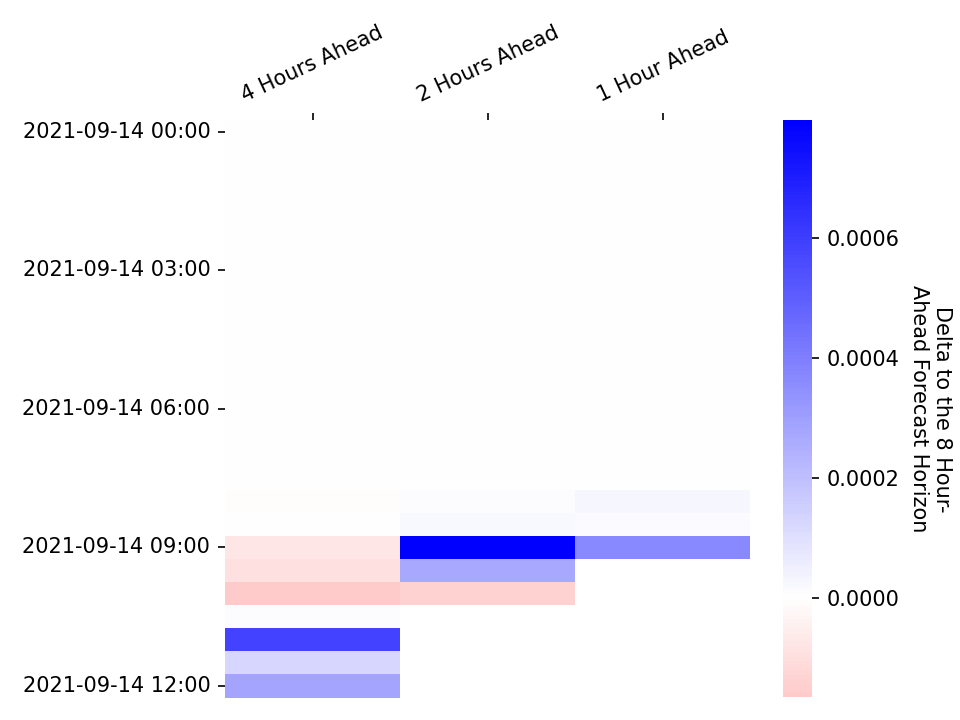 4 Hours Ahead
2 Hours Ahead
1 Hour Ahead
2021-09-14 00:00
2021-09-14 03:00
2021-09-14 06:00
2021-09-14 09:00
2021-09-14 12:00
0.0006
0.0004
0.0002
0.0000
Delta to the 8 Hour-
Ahead Forecast Horizon